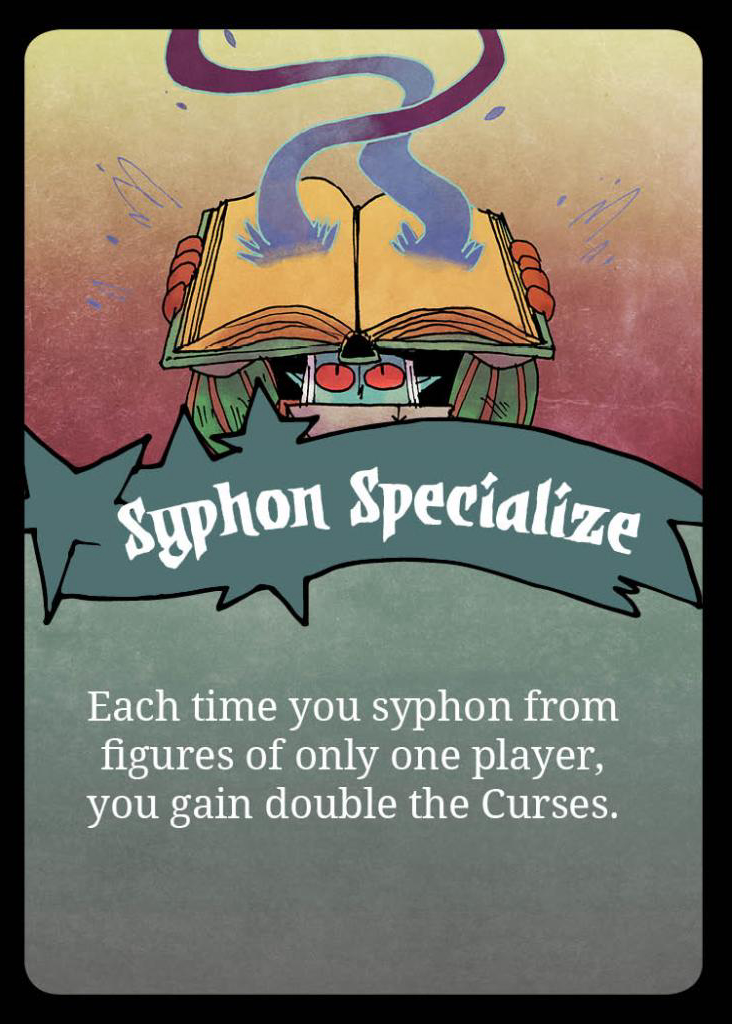 Syphon Specialize
Each time you syphon from
figures of only one player,
you gain double the Curses.